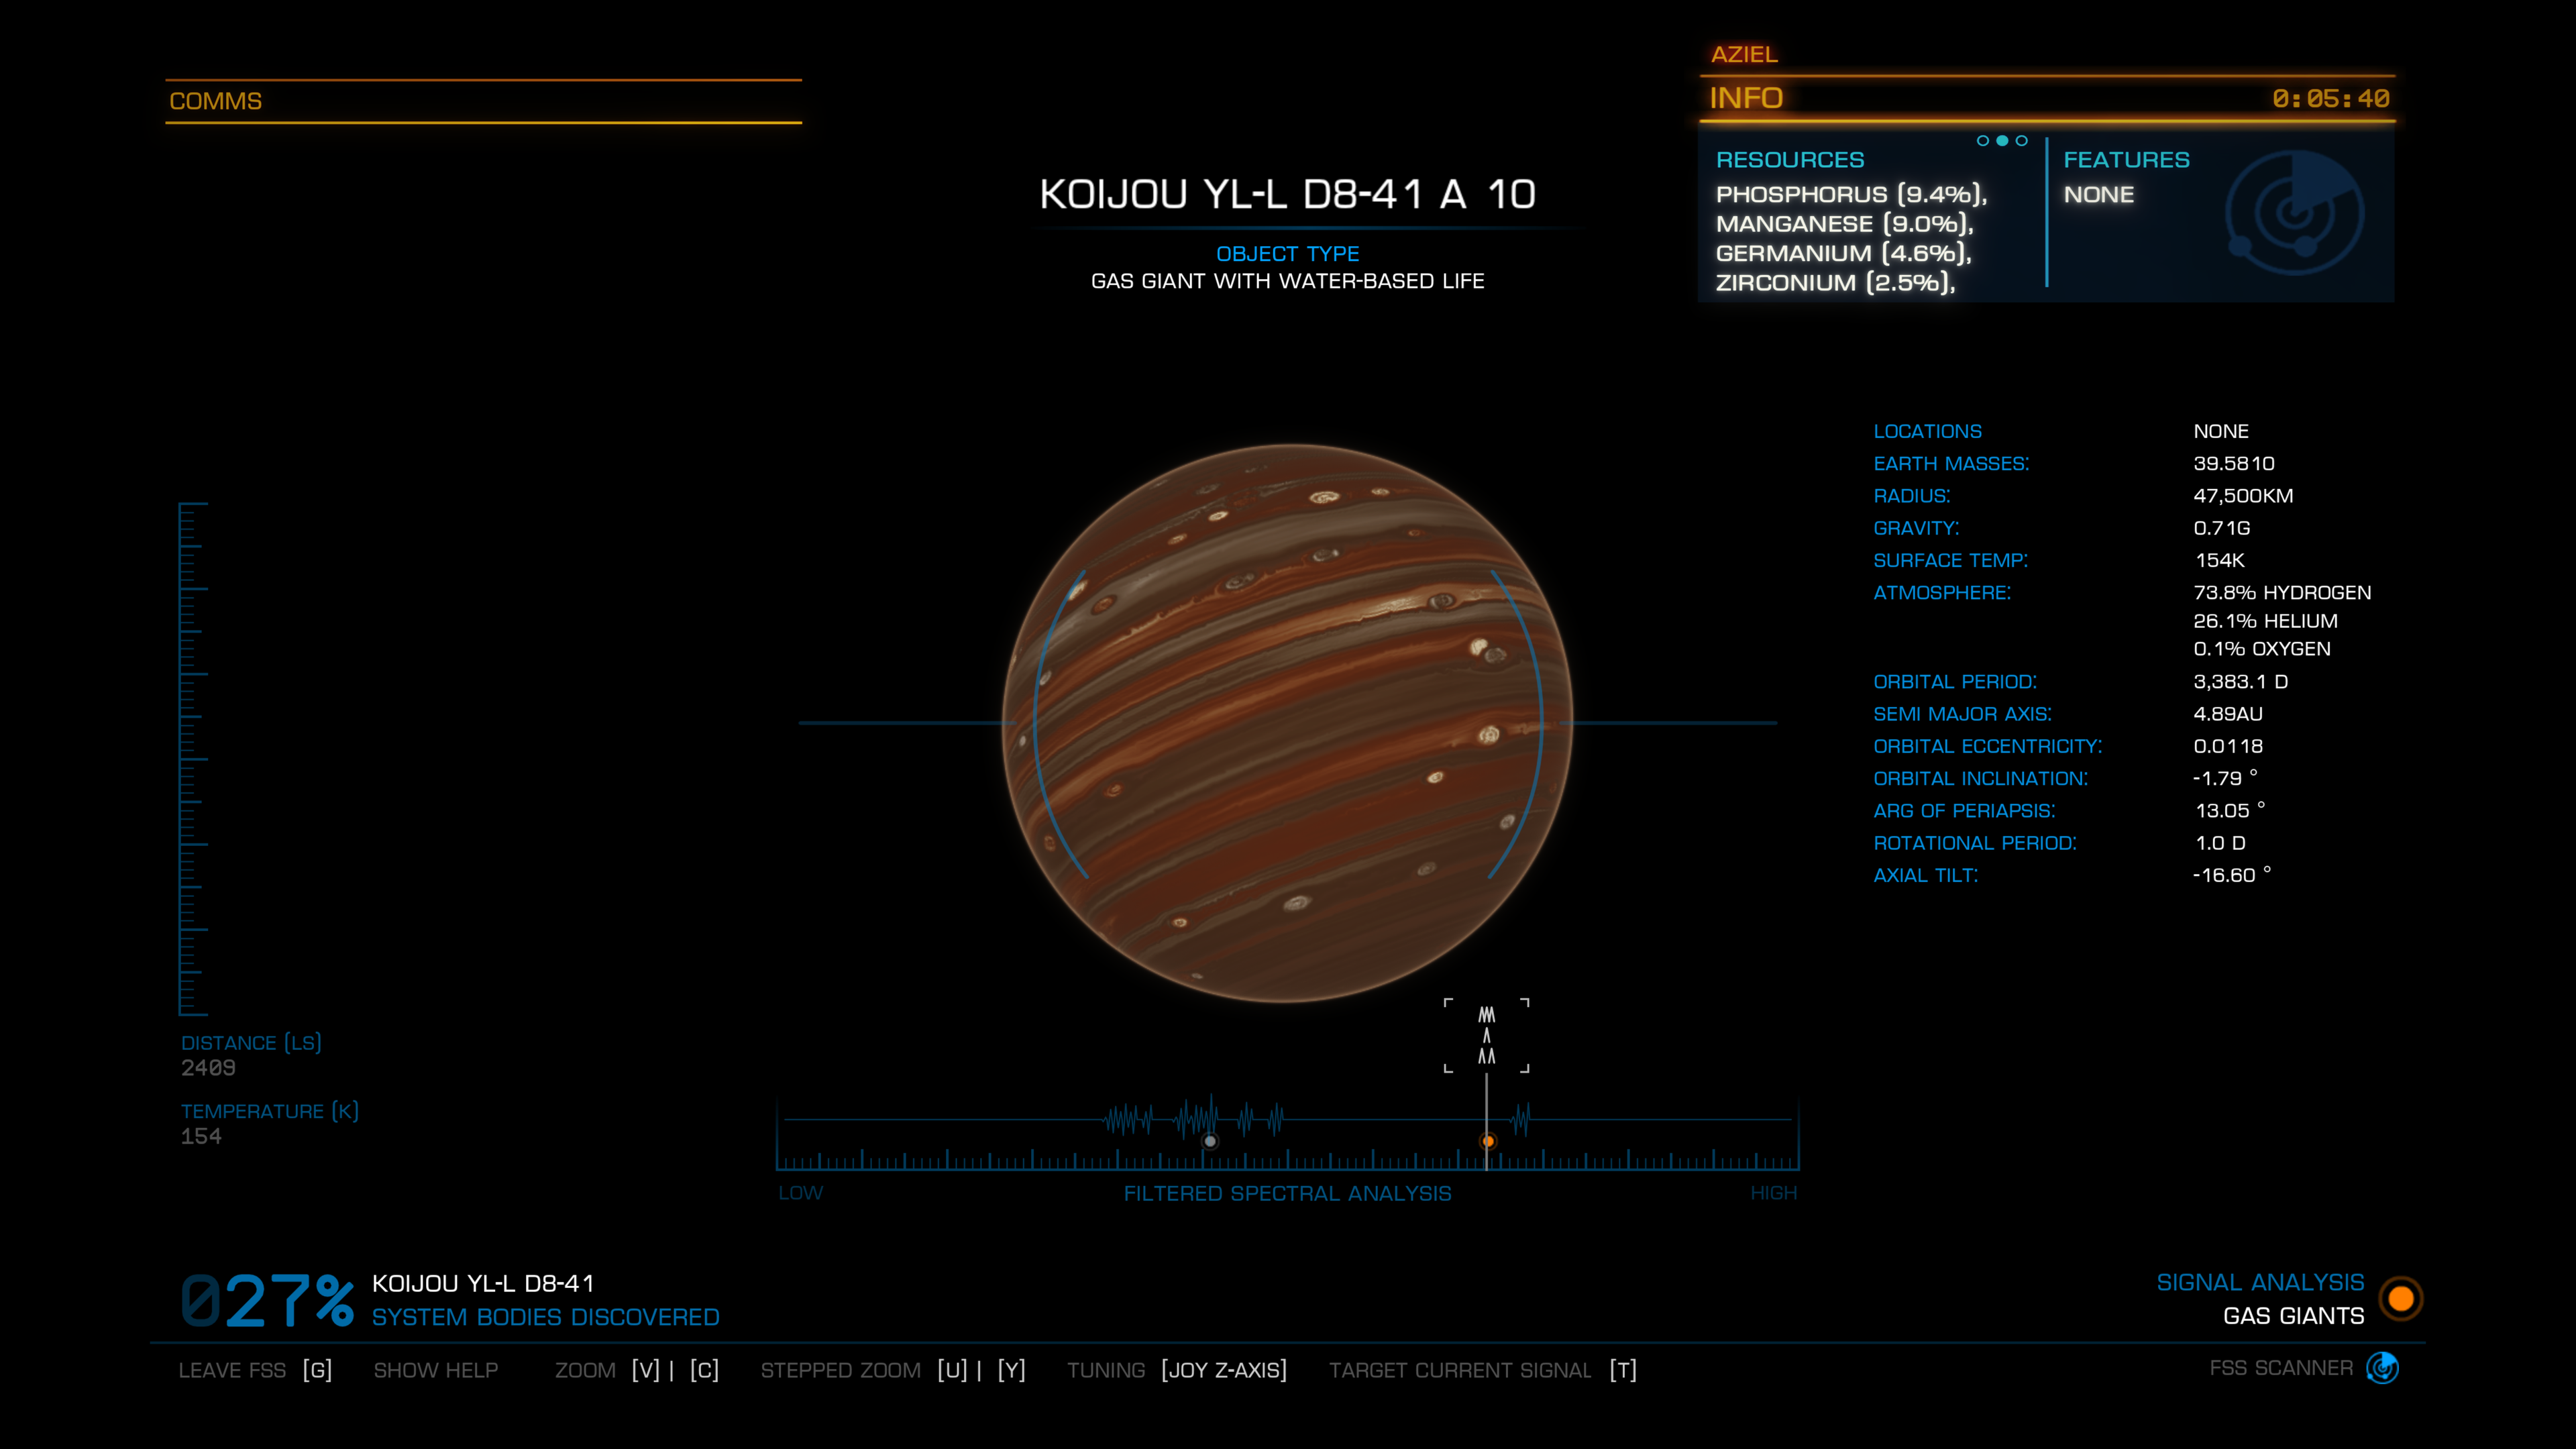 AZIEL
COMMS
INFO 0:05:40
RESOURCES
PHOSPHORUS (9.4%),
MANGANESE (9.0%),
GERMANIUM (4.6%),
ZIRCONIUM (2.5%),
FEATURES
NONE
KOIJOU YL-L D8-41 A 10
OBJECT TYPE
GAS GIANT WITH WATER-BASED LIFE
LOCATIONS NONE
EARTH MASSES: 39.5810
RADIUS: 47,500KM
GRAVITY: 0.71G
SURFACE TEMP: 154K
ATMOSPHERE: 73.8% HYDROGEN
26.1% HELIUM
0.1% OXYGEN
ORBITAL PERIOD: 3,383.1 D
SEMI MAJOR AXIS: 4.89AU
ORBITAL ECCENTRICITY: 0.0118
ORBITAL INCLINATION: -1.79 °
ARG OF PERIAPSIS: 13.05 °
ROTATIONAL PERIOD: 1.0 D
AXIAL TILT: -16.60 °
DISTANCE (LS)
2409
TEMPERATURE (K)
154
LOW FILTERED SPECTRAL ANALYSIS HIGH
027% KOIJOU YL-L D8-41
SYSTEM BODIES DISCOVERED
SIGNAL ANALYSIS
GAS GIANTS
LEAVE FSS [G] SHOW HELP ZOOM [V] | [C] STEPPED ZOOM [U] | [Y] TUNING [JOY Z-AXIS] TARGET CURRENT SIGNAL [T] FSS SCANNER